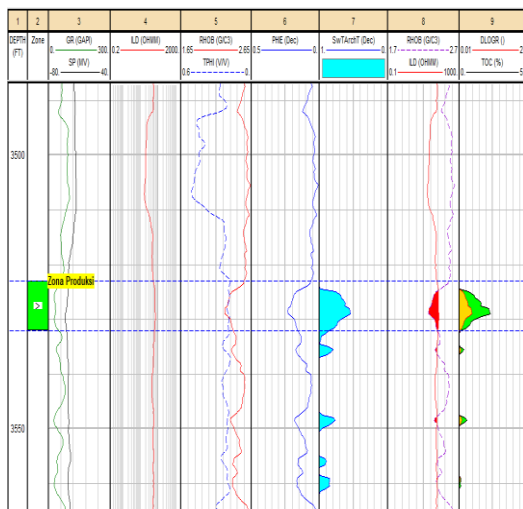 1 2 3 4 5 6 7 8 9
DEPTH (FT) Zone GR (GAPI) ILD (OHMM) RHOB (G/C3) PHE (Dec) SwTArchT (Dec) RHOB (G/C3) DLOGR ()
0. 300. 0.2 2000. 1.65 2.65 0.5 0. 1. 0. 1.7 2.7 0.01
SP (MV) TPHI (V/V) ILD (OHMM) TOC (%)
-80. 40. 0.6 0. 0.1 1000. 0.
3500
Zona Produksi
3550